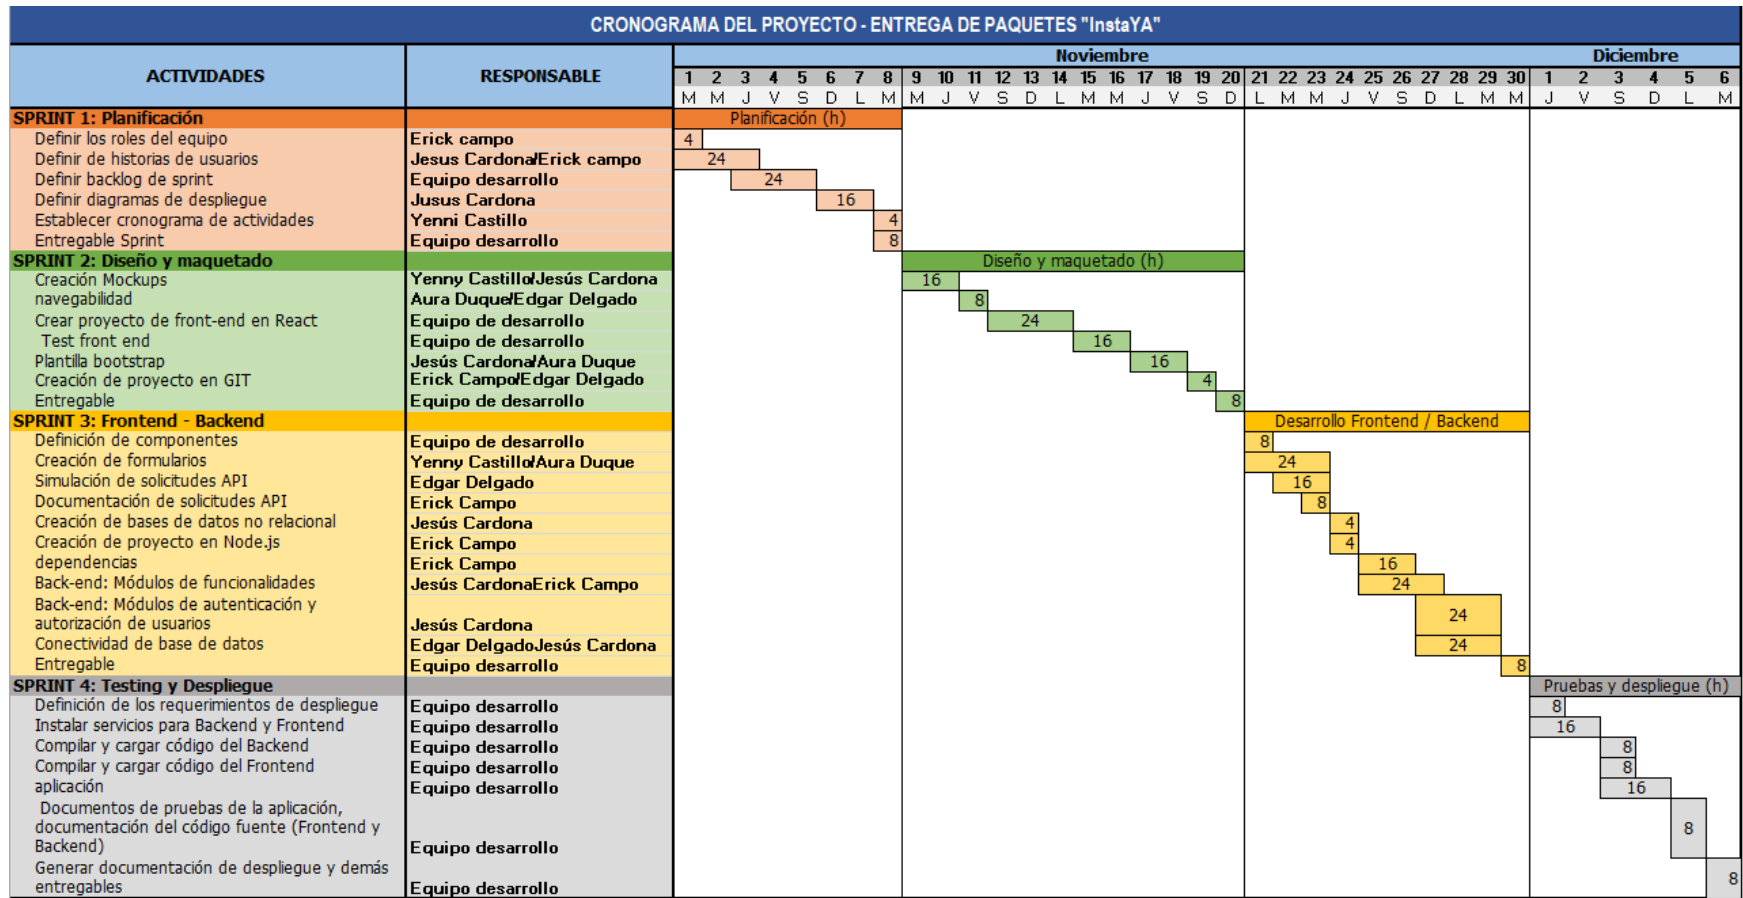 CRONOGRAMA DEL PROYECTO - ENTREGA DE PAQUETES "InstaYA"
ACTIVIDADES RESPONSABLE Noviembre Diciembre
1 2 3 4 5 6 7 8 9 10 11 12 13 14 15 16 17 18 19 20 21 22 23 24 25 26 27 28 29 30 1 2 3 4 5 6
M M J V S D L M M J V S D L M M J V S D L M M J V S D L M M J V S D L M
SPRINT 1: Planificación Planificación (h)
Definir los roles del equipo Erick campo 4
Definir de historias de usuarios Jesus Cardona/Erick campo 24
Definir backlog de sprint Equipo desarrollo 24
Definir diagramas de despliegue Jusus Cardona 16
Establecer cronograma de actividades Yenni Castillo 4
Entregable Sprint Equipo desarrollo 8
SPRINT 2: Diseño y maquetado Diseño y maquetado (h)
Creación Mockups Yenny Castillo/Jesús Cardona 16
navegabilidad Aura Duque/Edgar Delgado 8
Crear proyecto de front-end en React Equipo de desarrollo 24
Test front end Equipo de desarrollo 16
Plantilla bootstrap Jesús Cardona/Aura Duque 16
Creación de proyecto en GIT Erick Campo/Edgar Delgado 4
Entregable Equipo de desarrollo 8
SPRINT 3: Frontend - Backend Desarrollo Frontend / Backend
Definición de componentes Equipo de desarrollo 8
Creación de formularios Yenny Castillo/Aura Duque 24
Simulación de solicitudes API Edgar Delgado 16
Documentación de solicitudes API Erick Campo 8
Creación de bases de datos no relacional Jesús Cardona 4
Creación de proyecto en Node.js Erick Campo 4
dependencias Erick Campo 16
Back-end: Módulos de funcionalidades Jesús CardonaErick Campo 24
Back-end: Módulos de autenticación y
autorización de usuarios Jesús Cardona 24
Conectividad de base de datos Edgar DelgadoJesús Cardona 24
Entregable Equipo desarrollo 8
SPRINT 4: Testing y Despliegue Pruebas y despliegue (h)
Definición de los requerimientos de despliegue Equipo desarrollo 8
Instalar servicios para Backend y Frontend Equipo desarrollo 16
Compilar y cargar código del Backend Equipo desarrollo 8
Compilar y cargar código del Frontend Equipo desarrollo 8
aplicación Equipo desarrollo 16
Documentos de pruebas de la aplicación,
documentación del código fuente (Frontend y
Backend) Equipo desarrollo 8
Generar documentación de despliegue y demás
entregables Equipo desarrollo 8